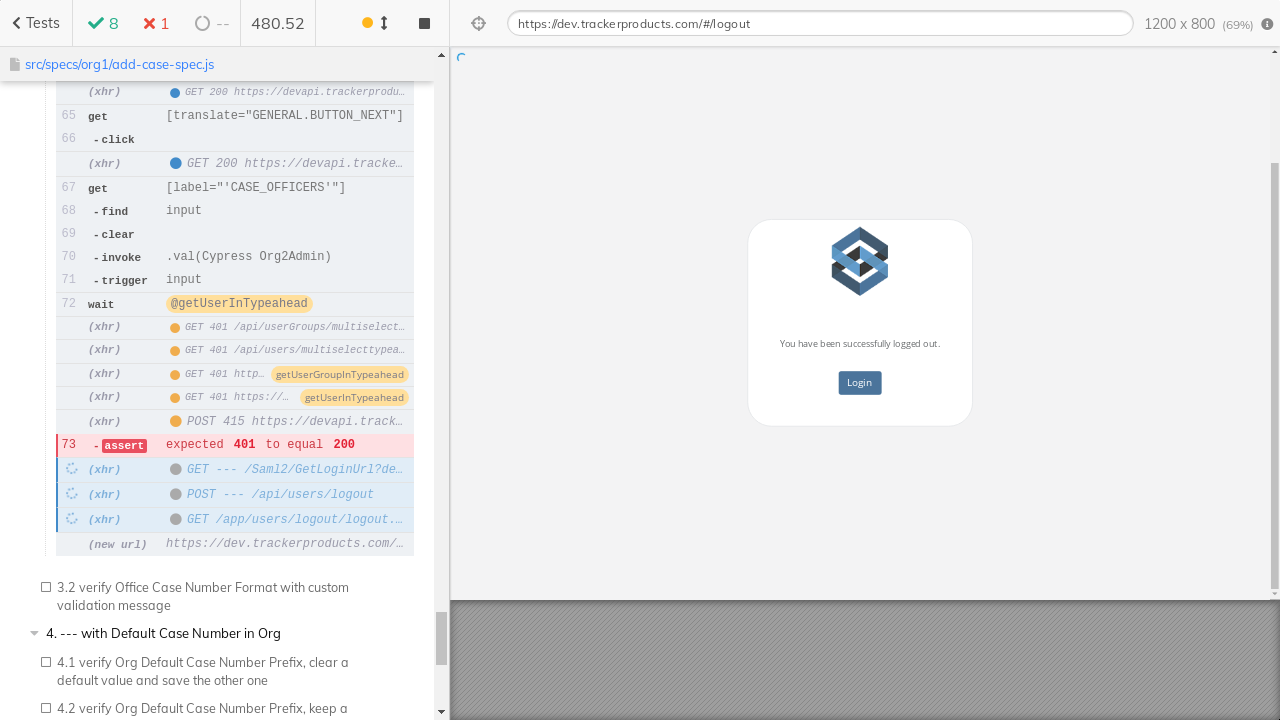 Tests
8
1
--
480.52
https://dev.trackerproducts.com/#/logout
1200 x 800 (69%)
src/specs/org1/add-case-spec.js
(xhr) GET 200 https://devapi.trackerprodu…
65 get [translate="GENERAL.BUTTON_NEXT"]
66 - click
(xhr) GET 200 https://devapi.tracke…
67 get [label="'CASE_OFFICERS'"]
68 - find input
69 - clear
70 - invoke .val(Cypress Org2Admin)
71 - trigger input
72 wait @getUserInTypeahead
(xhr) GET 401 /api/userGroups/multiselect…
(xhr) GET 401 /api/users/multiselecttypea…
(xhr) GET 401 http… getUserGroupInTypeahead
(xhr) GET 401 https://… getUserInTypeahead
(xhr) POST 415 https://devapi.track…
73 - assert expected 401 to equal 200
(xhr) GET --- /Saml2/GetLoginUrl?de…
(xhr) POST --- /api/users/logout
(xhr) GET /app/users/logout/logout.…
(new url) https://dev.trackerproducts.com/…
3.2 verify Office Case Number Format with custom
validation message
4. --- with Default Case Number in Org
4.1 verify Org Default Case Number Prefix, clear a
default value and save the other one
4.2 verify Org Default Case Number Prefix, keep a
You have been successfully logged out.
Login